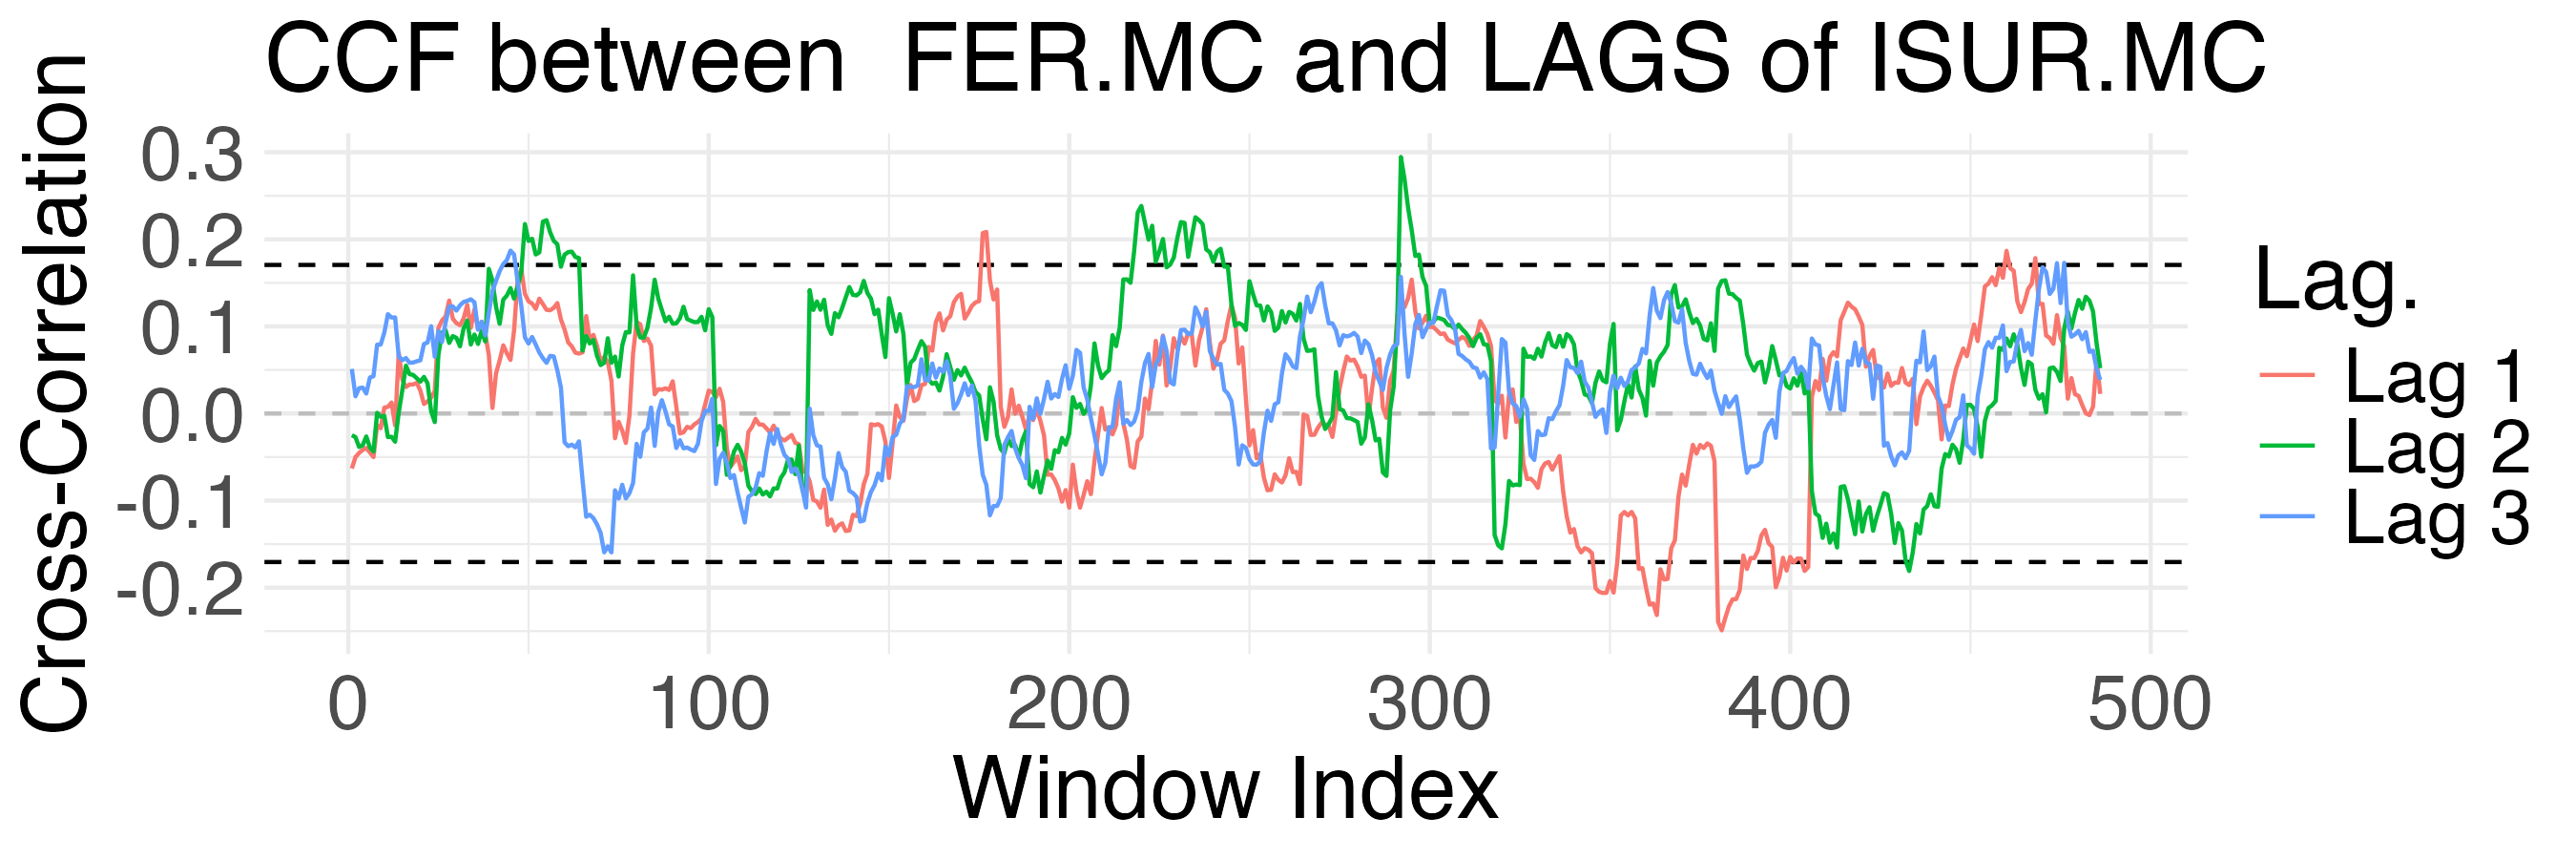 CCF between  FER.MC and LAGS of ISUR.MC
Cross-Correlation
0.3
0.2
0.1
0.0
-0.1
-0.2
0 100 200 300 400 500
Window Index
Lag.
Lag 1
Lag 2
Lag 3